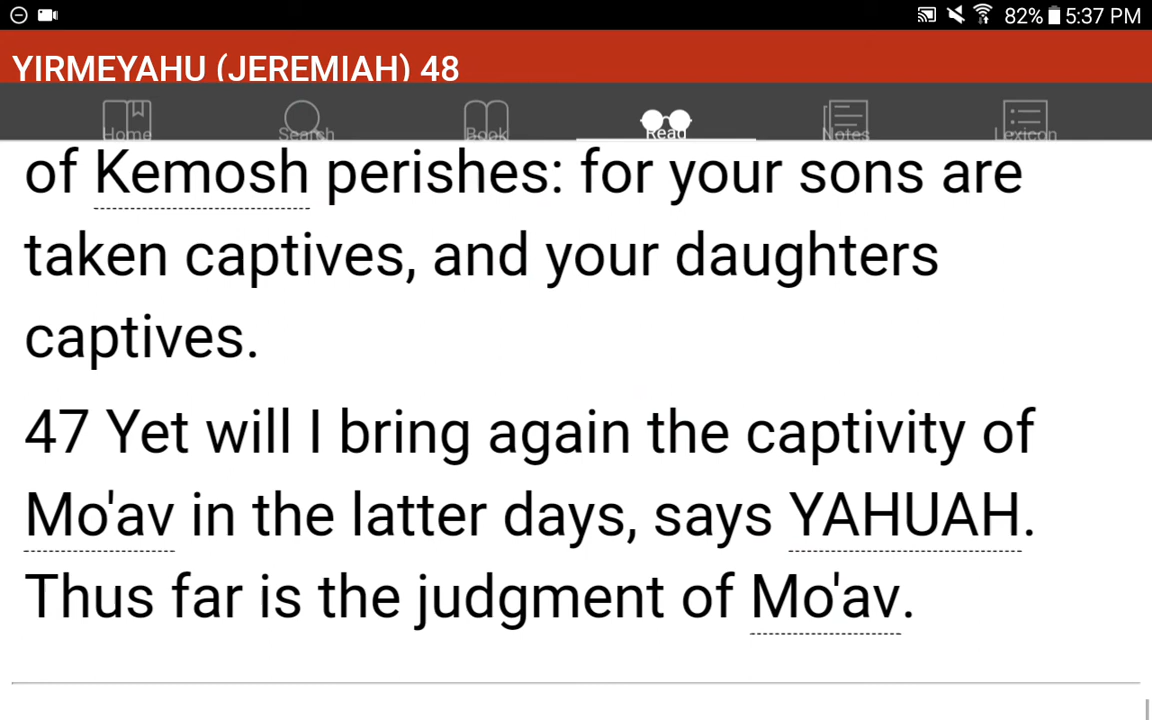 82% 5:37 PM
YIRMEYAHU (JEREMIAH) 48
Home Search Book Read Notes Lexicon
of Kemosh perishes: for your sons are
taken captives, and your daughters
captives.
47 Yet will I bring again the captivity of
Mo'av in the latter days, says YAHUAH.
Thus far is the judgment of Mo'av.